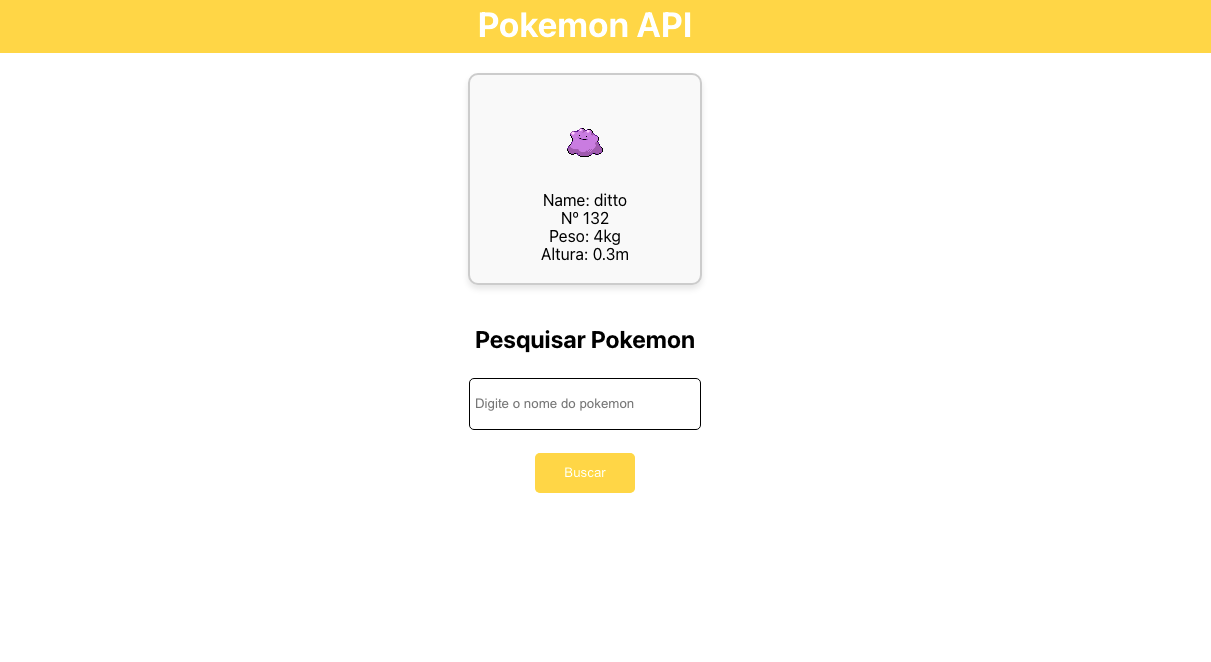 Pokemon API
Name: ditto
Nº 132
Peso: 4kg
Altura: 0.3m
Pesquisar Pokemon
Digite o nome do pokemon
Buscar